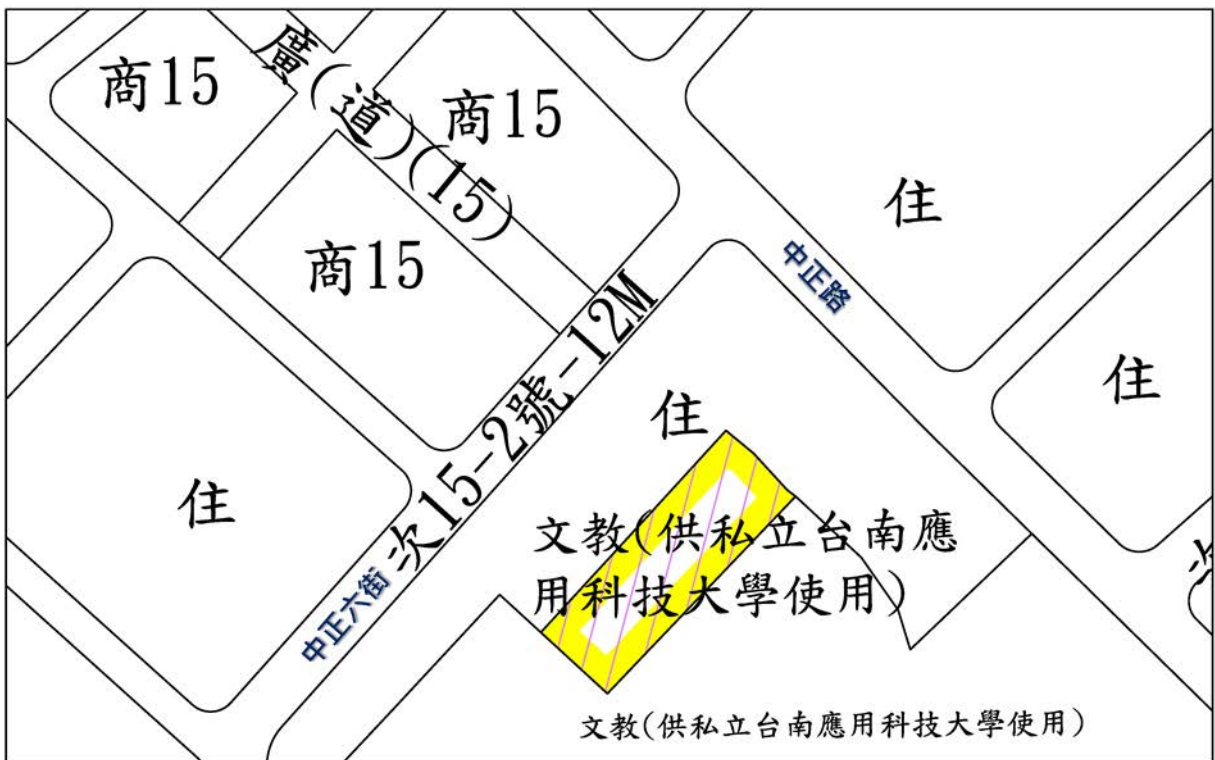 商15
廣(道)(15)
商15
住
商15
中正路
次15-2號-12M
住
住
住
文教(供私立台南應
用科技大學使用)
中正六街
文教(供私立台南應用科技大學使用)